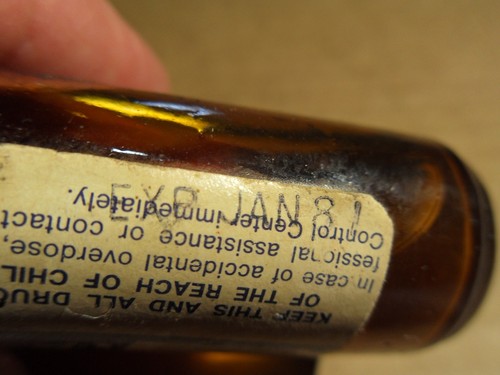 EXP JAN 81
KEEP THIS AND ALL DRUG
OF THE REACH OF CHIL
In case of accidental overdose,
fessional assistance or contact
Control Center immediately.